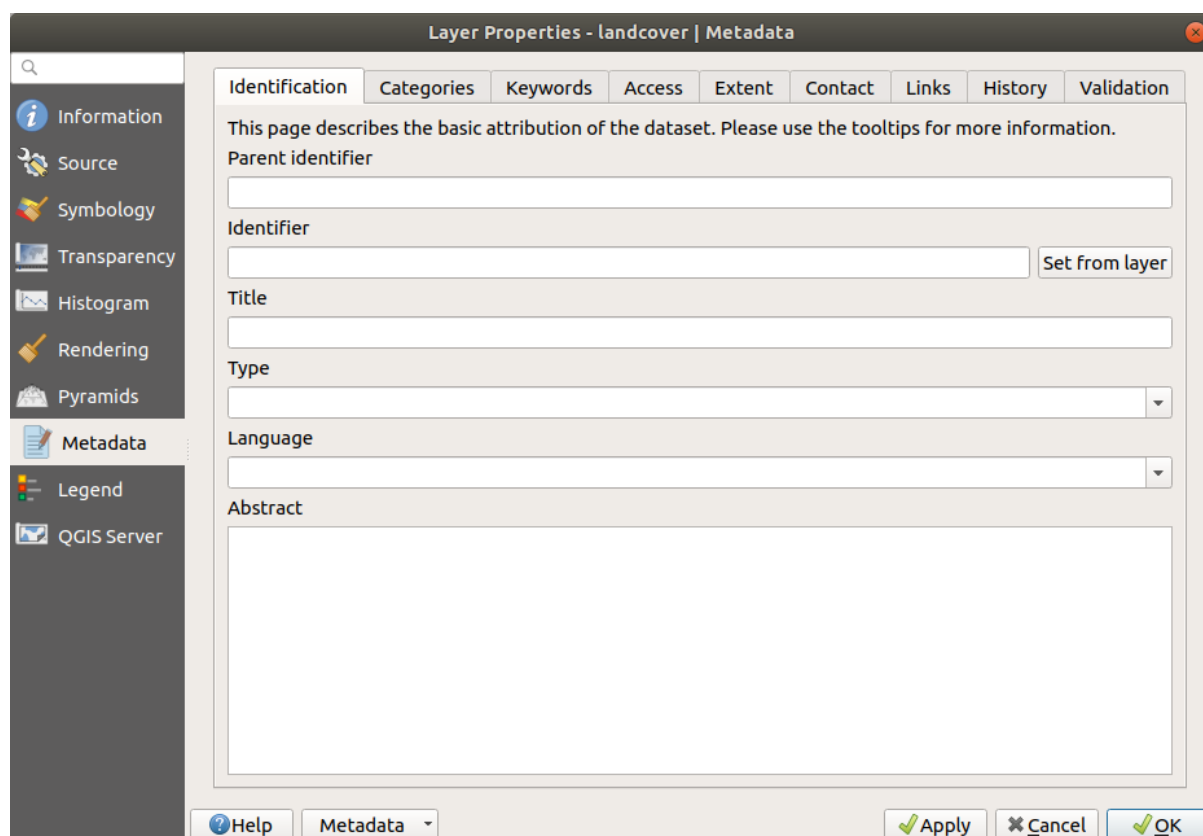 Layer Properties - landcover | Metadata
Information
Source
Symbology
Transparency
Histogram
Rendering
Pyramids
Metadata
Legend
QGIS Server
Identification Categories Keywords Access Extent Contact Links History Validation
This page describes the basic attribution of the dataset. Please use the tooltips for more information.
Parent identifier
Identifier
Set from layer
Title
Type
Language
Abstract
Help Metadata Apply Cancel OK